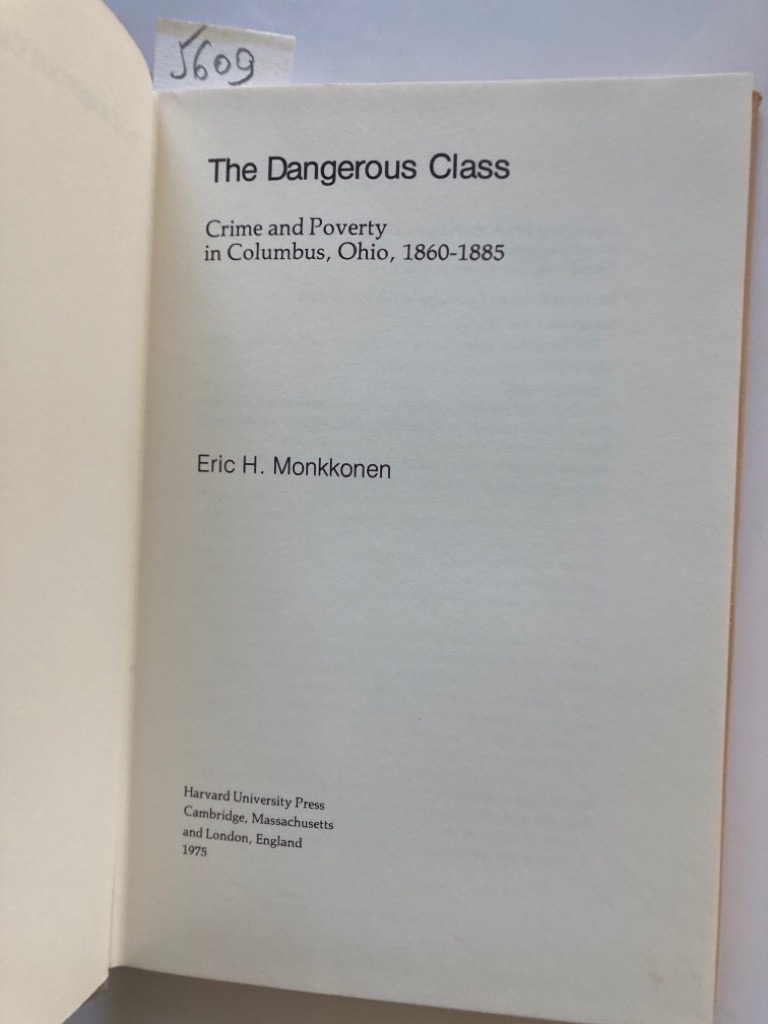 5609
The Dangerous Class
Crime and Poverty
in Columbus, Ohio, 1860-1885
Eric H. Monkkonen
Harvard University Press
Cambridge, Massachusetts
and London, England
1975